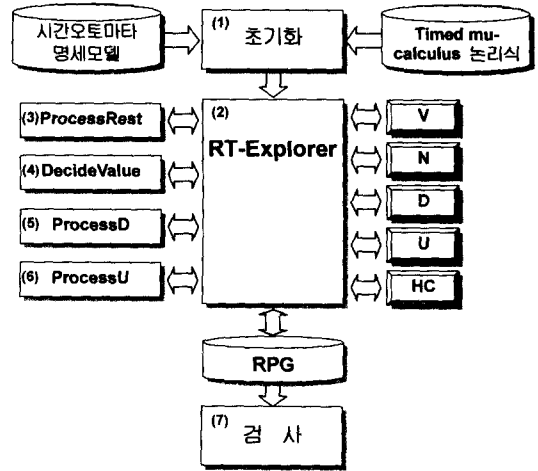 시간오토마타
명세모델
(1)
초기화
Timed mu-
calculus 논리식
(2)
RT-Explorer
(3)ProcessRest
(4)DecideValue
(5) ProcessD
(6) ProcessU
V
N
D
U
HC
RPG
(7)
검 사